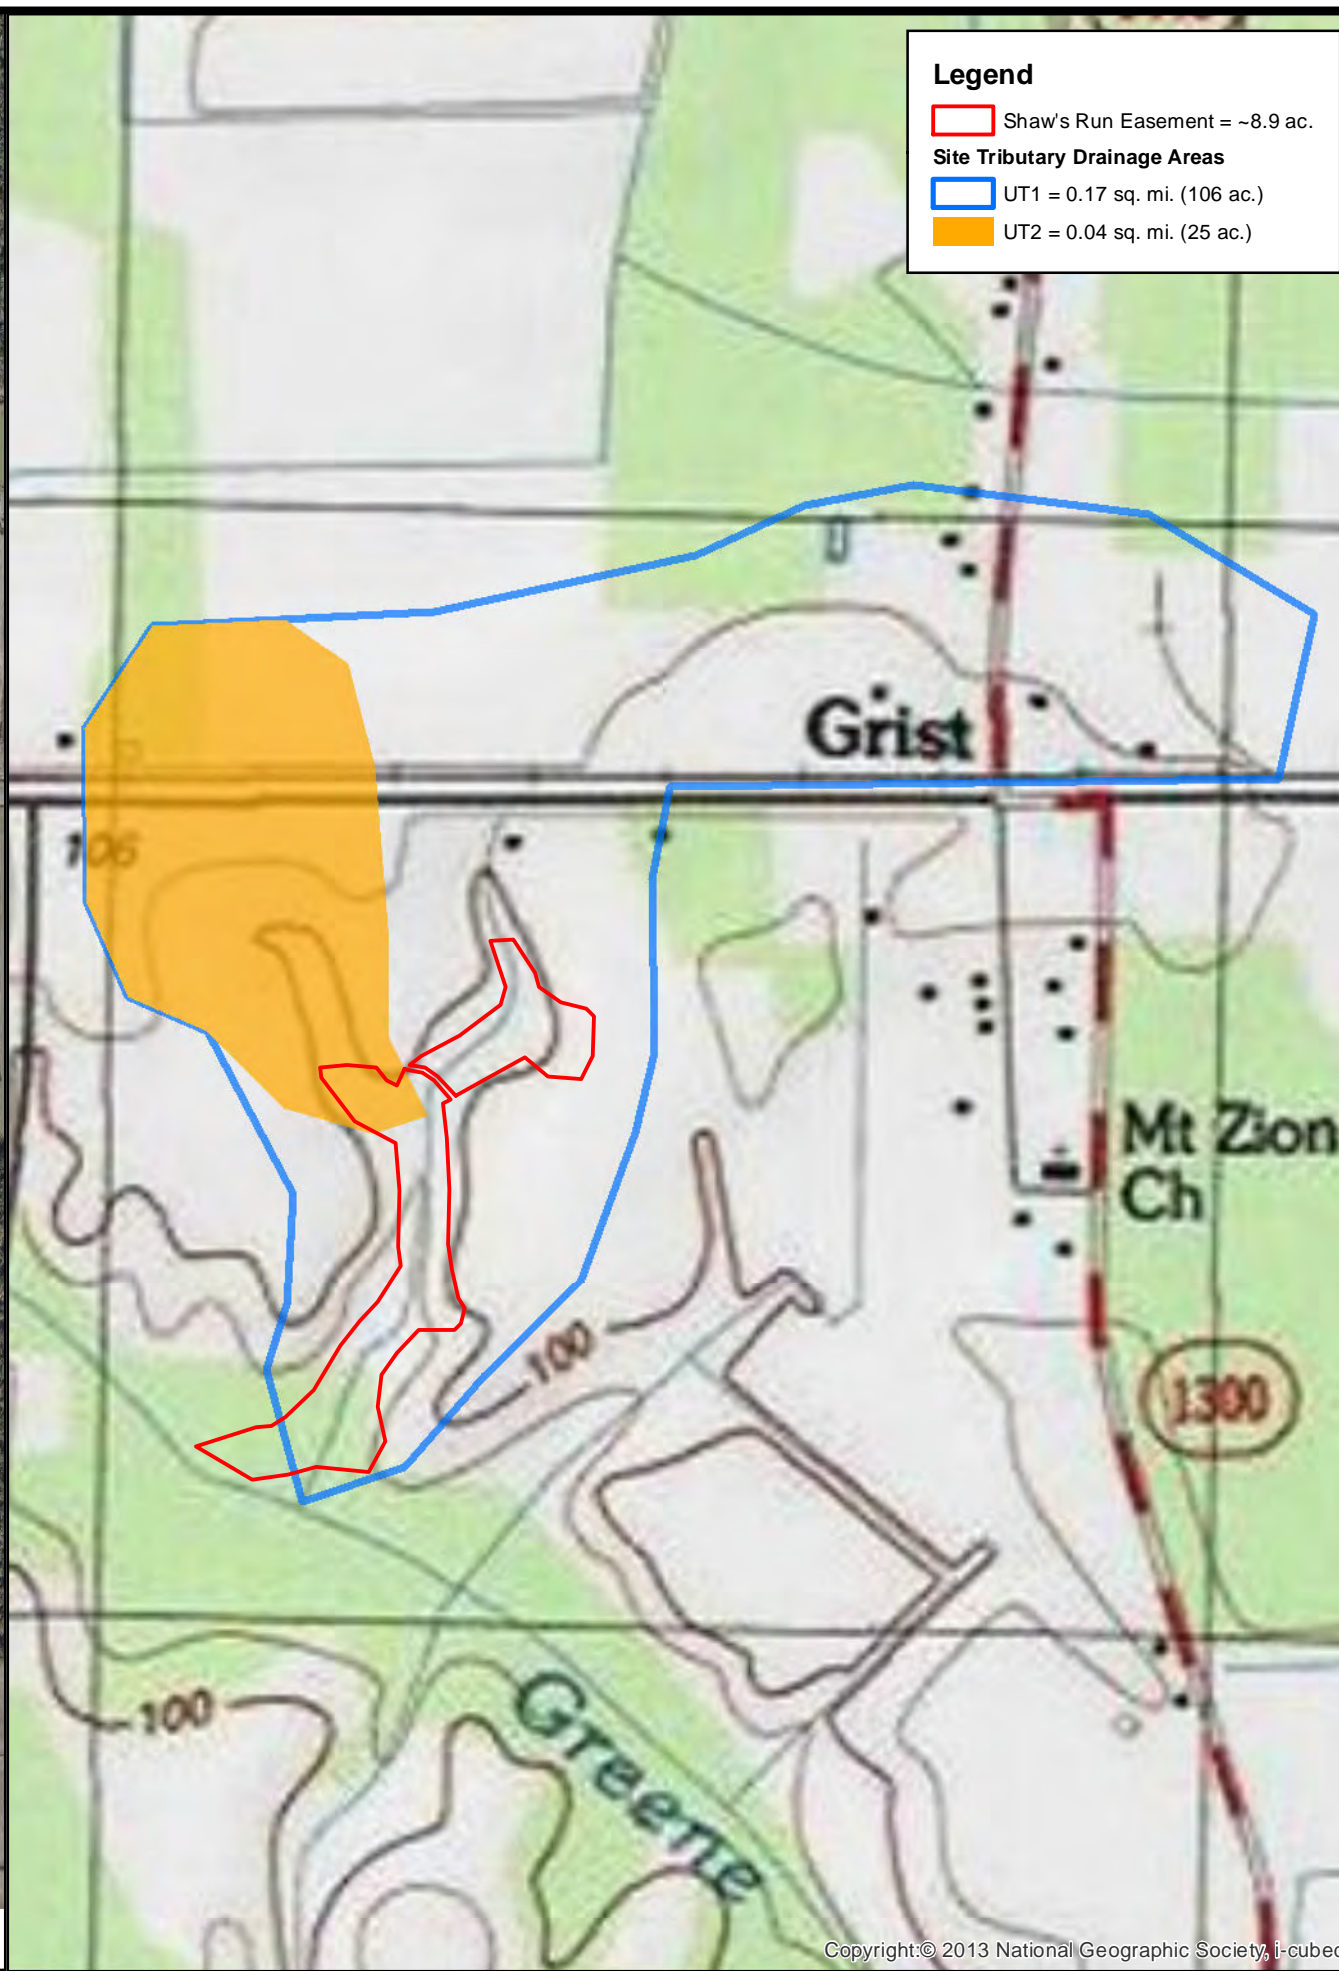 Legend
Shaw's Run Easement = ~8.9 ac.
Site Tributary Drainage Areas
UT1 = 0.17 sq. mi. (106 ac.)
UT2 = 0.04 sq. mi. (25 ac.)
Grist
106
Mt Zion
Ch
100
1300
100
Greene
Copyright:© 2013 National Geographic Society, i-cubed